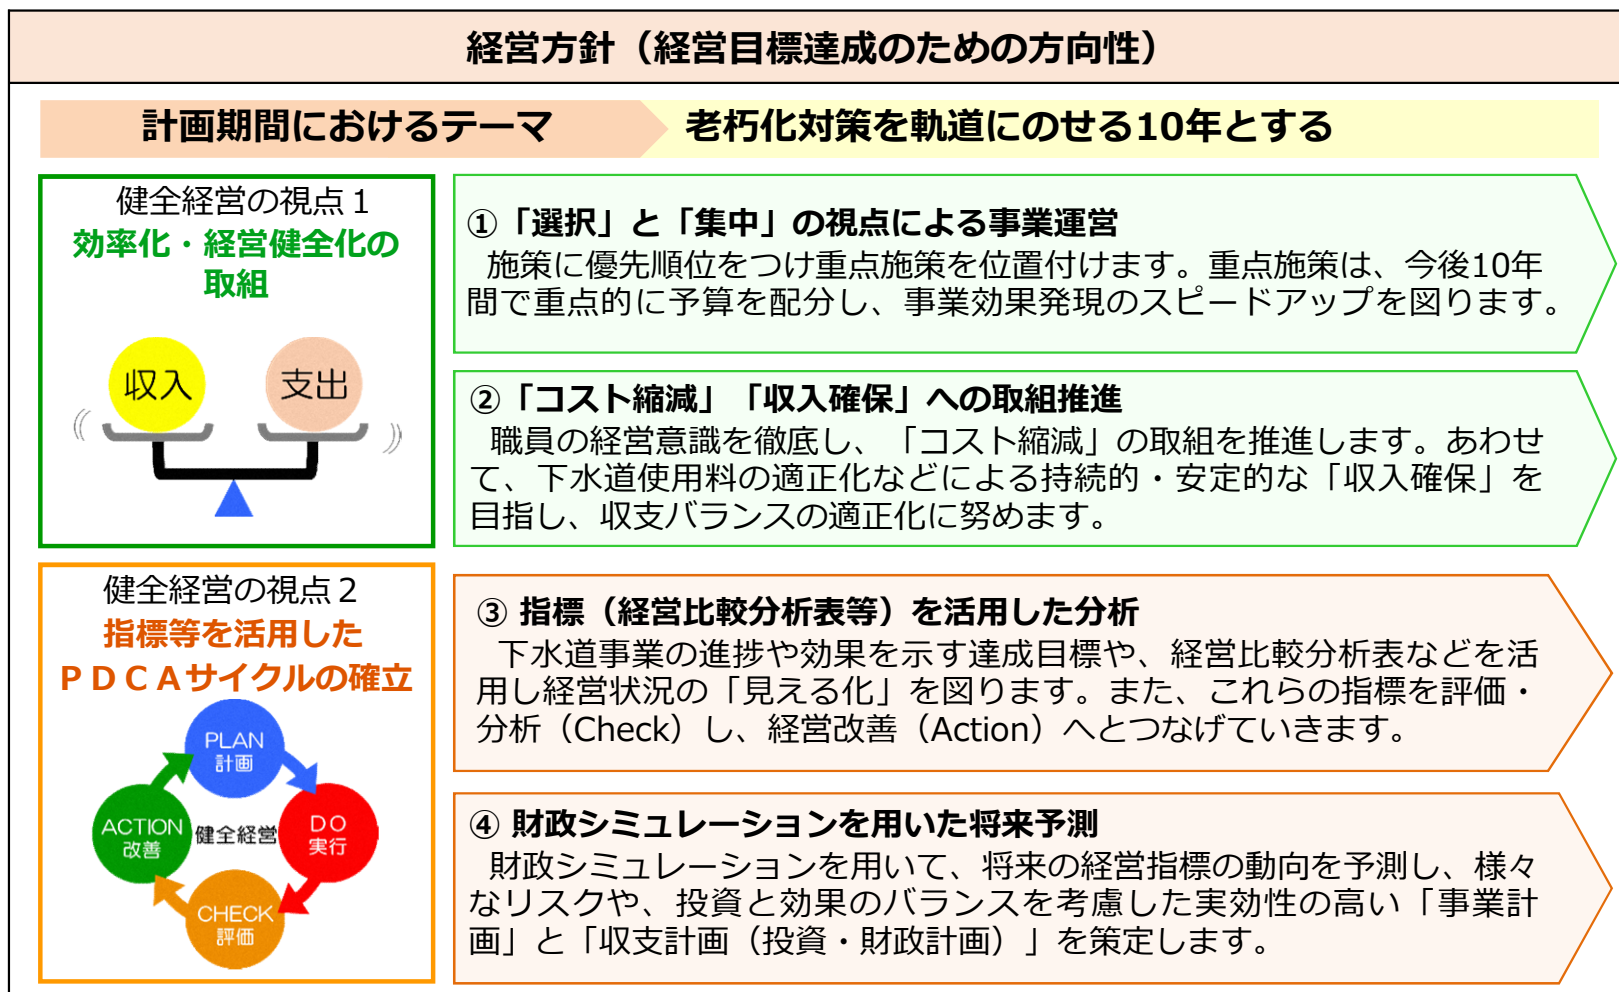 経営方針（経営目標達成のための方向性）
計画期間におけるテーマ
老朽化対策を軌道にのせる10年とする
健全経営の視点１
効率化・経営健全化の
取組
収入
支出
①「選択」と「集中」の視点による事業運営
施策に優先順位をつけ重点施策を位置付けます。重点施策は、今後10年
間で重点的に予算を配分し、事業効果発現のスピードアップを図ります。
②「コスト縮減」「収入確保」への取組推進
職員の経営意識を徹底し、「コスト縮減」の取組を推進します。あわせ
て、下水道使用料の適正化などによる持続的・安定的な「収入確保」を
目指し、収支バランスの適正化に努めます。
健全経営の視点２
指標等を活用した
ＰＤＣＡサイクルの確立
PLAN
計画
DO
実行
CHECK
評価
ACTION
改善
健全経営
③ 指標（経営比較分析表等）を活用した分析
下水道事業の進捗や効果を示す達成目標や、経営比較分析表などを活
用し経営状況の「見える化」を図ります。また、これらの指標を評価・
分析（Check）し、経営改善（Action）へとつなげていきます。
④ 財政シミュレーションを用いた将来予測
財政シミュレーションを用いて、将来の経営指標の動向を予測し、様々
なリスクや、投資と効果のバランスを考慮した実効性の高い「事業計
画」と「収支計画（投資・財政計画）」を策定します。